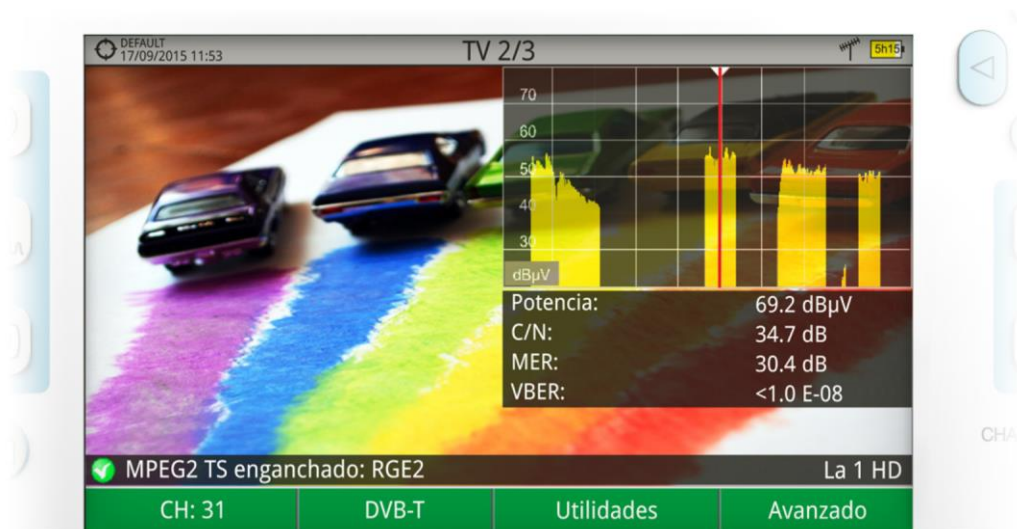 DEFAULT
17/09/2015 11:53
TV 2/3
5h15
70
60
50
40
30
dBµV
Potencia: 69.2 dBµV
C/N: 34.7 dB
MER: 30.4 dB
VBER: <1.0 E-08
MPEG2 TS enganchado: RGE2
La 1 HD
CH: 31
DVB-T
Utilidades
Avanzado
CHA